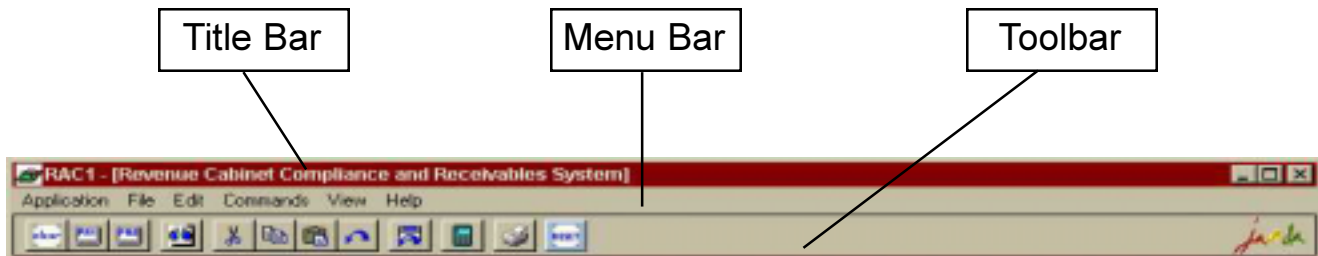 Title Bar Menu Bar Toolbar
RAC1 - [Revenue Cabinet Compliance and Receivables System]
Application File Edit Commands View Help